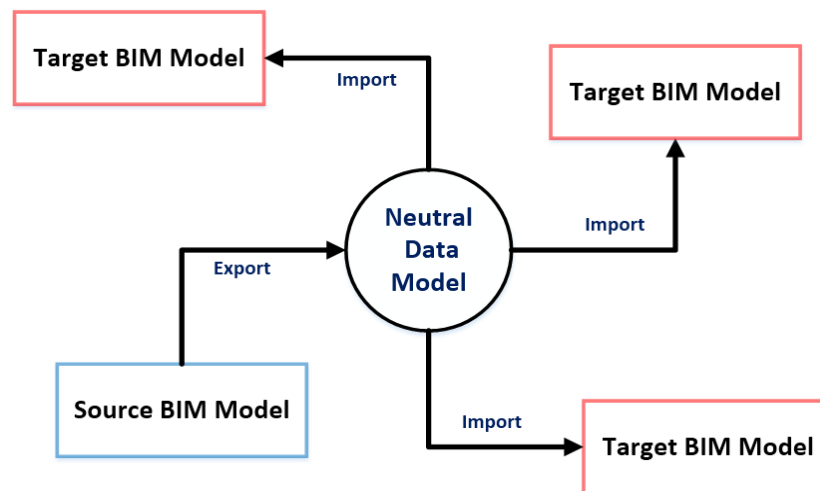 Target BIM Model
Import
Target BIM Model
Neutral
Data
Model
Import
Export
Source BIM Model
Import
Target BIM Model